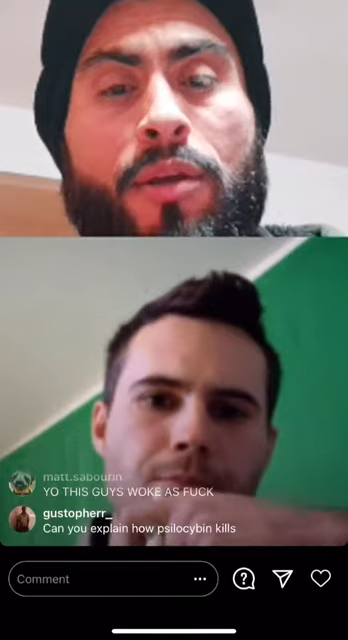 matt.sabourin
YO THIS GUYS WOKE AS FUCK
gustopherr_
Can you explain how psilocybin kills
Comment